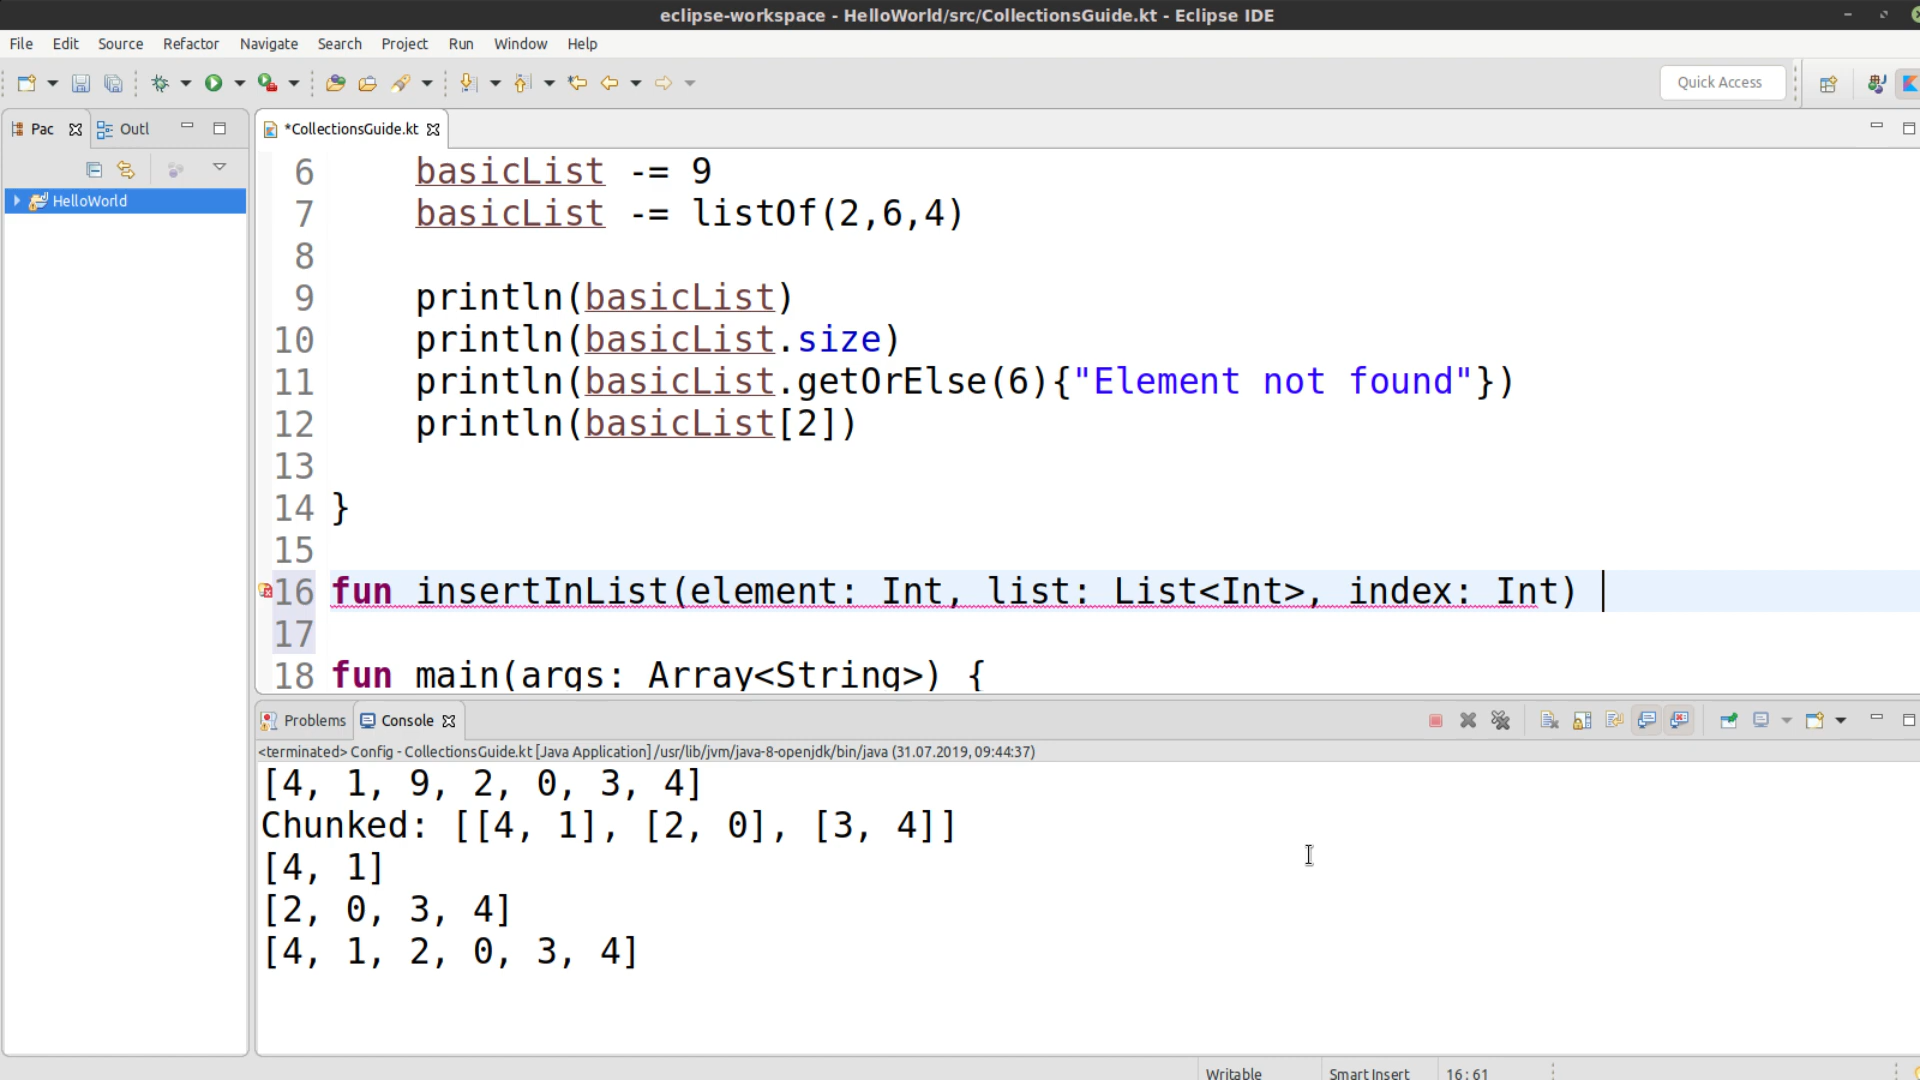 eclipse-workspace - HelloWorld/src/CollectionsGuide.kt - Eclipse IDE
File Edit Source Refactor Navigate Search Project Run Window Help
Quick Access
Pac Outl
*CollectionsGuide.kt
HelloWorld
6 basicList -= 9
7 basicList -= listOf(2,6,4)
8
9 println(basicList)
10 println(basicList.size)
11 println(basicList.getOrElse(6){"Element not found"})
12 println(basicList[2])
13
14 }
15
16 fun insertInList(element: Int, list: List<Int>, index: Int)
17
18 fun main(args: Array<String>) {
Problems Console
<terminated> Config - CollectionsGuide.kt [Java Application] /usr/lib/jvm/java-8-openjdk/bin/java (31.07.2019, 09:44:37)
[4, 1, 9, 2, 0, 3, 4]
Chunked: [[4, 1], [2, 0], [3, 4]]
[4, 1]
[2, 0, 3, 4]
[4, 1, 2, 0, 3, 4]
Writable Smart Insert 16:61